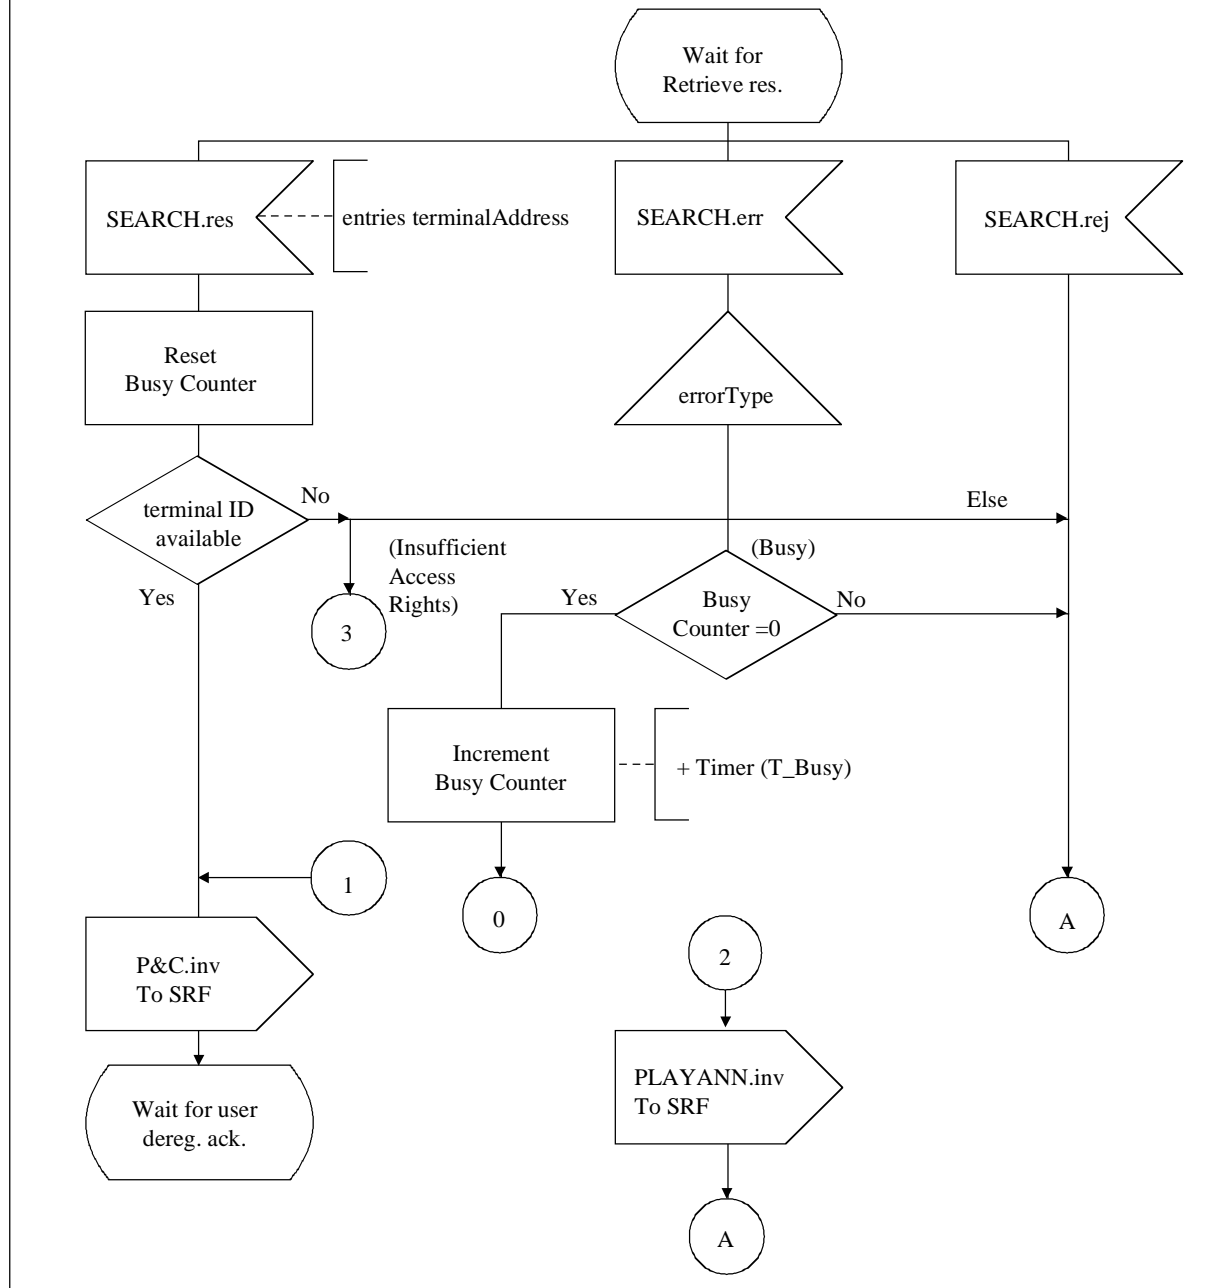 Wait for
Retrieve res.
SEARCH.res
entries terminalAddress
SEARCH.err
SEARCH.rej
Reset
Busy Counter
errorType
terminal ID
available
No
Else
(Insufficient
Access
Rights)
(Busy)
Yes
3
Yes
Busy
Counter =0
No
Increment
Busy Counter
+ Timer (T_Busy)
1
0
A
2
P&C.inv
To SRF
PLAYANN.inv
To SRF
Wait for user
dereg. ack.
A